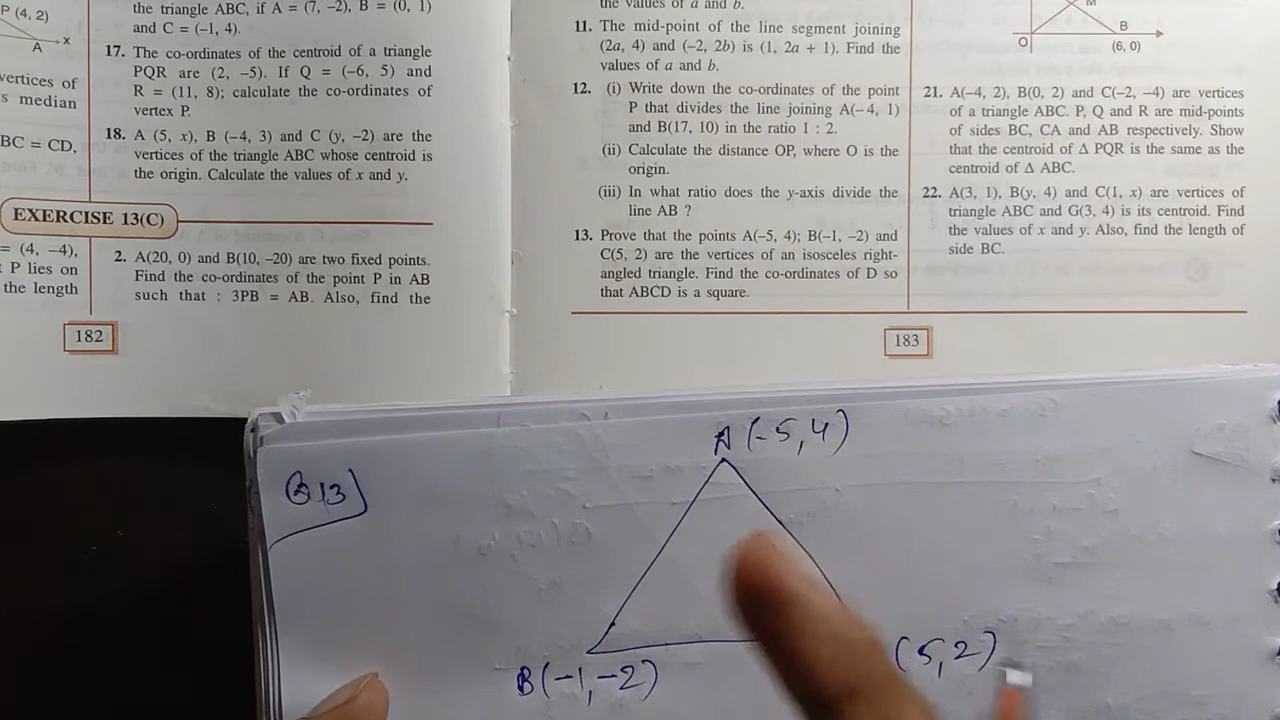 P (4, 2)
A
x
vertices of
s median
BC = CD,
= (4, –4),
P lies on
the length
the triangle ABC, if A = (7, –2), B = (0, 1)
and C = (–1, 4).
17. The co-ordinates of the centroid of a triangle
PQR are (2, –5). If Q = (–6, 5) and
R = (11, 8); calculate the co-ordinates of
vertex P.
18. A (5, x), B (–4, 3) and C (y, –2) are the
vertices of the triangle ABC whose centroid is
the origin. Calculate the values of x and y.
EXERCISE 13(C)
2. A(20, 0) and B(10, –20) are two fixed points.
Find the co-ordinates of the point P in AB
such that : 3PB = AB. Also, find the
182
the values of a and b.
11. The mid-point of the line segment joining
(2a, 4) and (–2, 2b) is (1, 2a + 1). Find the
values of a and b.
12. (i) Write down the co-ordinates of the point
P that divides the line joining A(–4, 1)
and B(17, 10) in the ratio 1 : 2.
(ii) Calculate the distance OP, where O is the
origin.
(iii) In what ratio does the y-axis divide the
line AB ?
13. Prove that the points A(–5, 4); B(–1, –2) and
C(5, 2) are the vertices of an isosceles right-
angled triangle. Find the co-ordinates of D so
that ABCD is a square.
M
O
B
(6, 0)
21. A(–4, 2), B(0, 2) and C(–2, –4) are vertices
of a triangle ABC. P, Q and R are mid-points
of sides BC, CA and AB respectively. Show
that the centroid of Δ PQR is the same as the
centroid of Δ ABC.
22. A(3, 1), B(y, 4) and C(1, x) are vertices of
triangle ABC and G(3, 4) is its centroid. Find
the values of x and y. Also, find the length of
side BC.
183
Q13)
A (-5,4)
B(-1,-2)
(5,2)